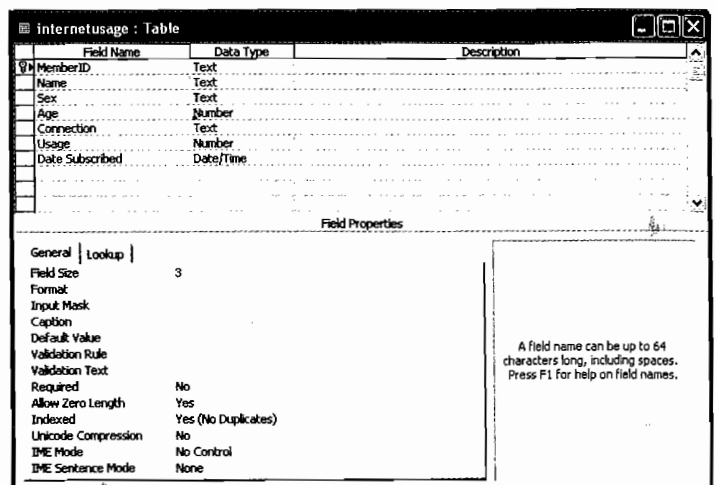 internetusage : Table
Field Name Data Type Description
MemberID Text
Name Text
Sex Text
Age Number
Connection Text
Usage Number
Date Subscribed Date/Time
Field Properties
General Lookup
Field Size 3
Format
Input Mask
Caption
Default Value
Validation Rule
Validation Text
Required No
Allow Zero Length Yes
Indexed Yes (No Duplicates)
Unicode Compression No
IME Mode No Control
IME Sentence Mode None
A field name can be up to 64
characters long, including spaces.
Press F1 for help on field names.